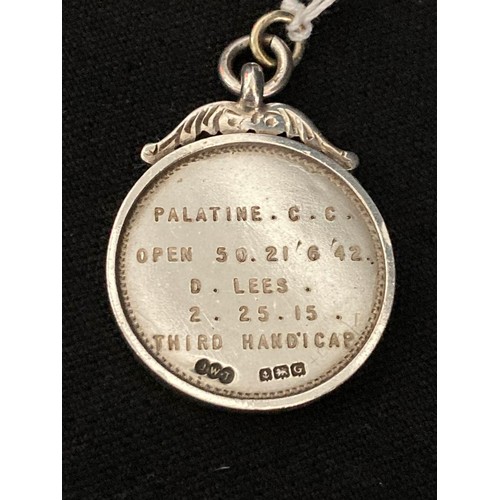 PALATINE . C . C .
OPEN 50. 21 ' 6 ' 42.
D. LEES .
2 . 25 . 15 .
THIRD HANDICAP
J.W.T G